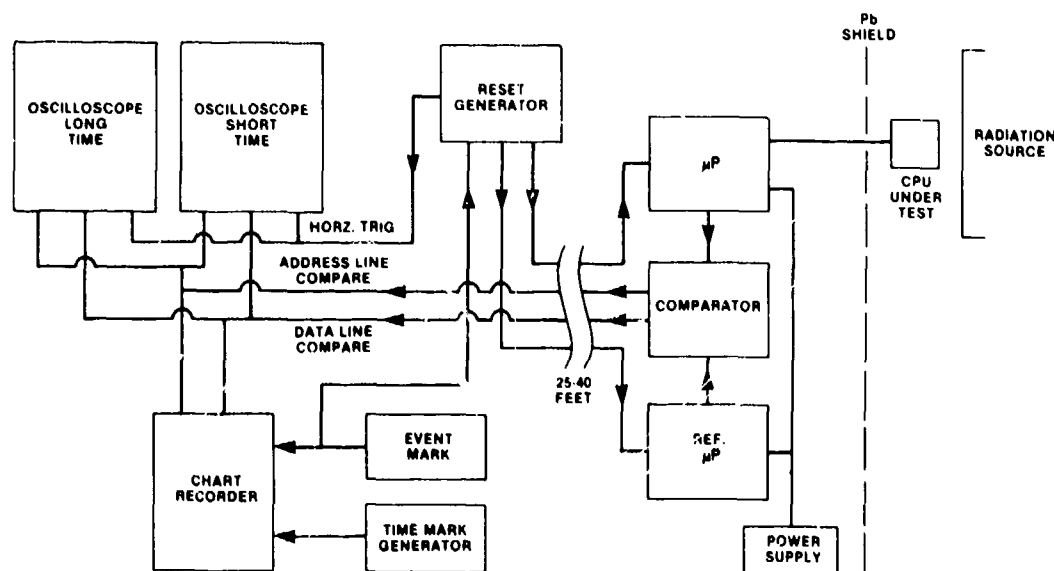 Pb
SHIELD
OSCILLOSCOPE
LONG
TIME
OSCILLOSCOPE
SHORT
TIME
RESET
GENERATOR
μP
CPU
UNDER
TEST
RADIATION
SOURCE
HORZ. TRIG
ADDRESS LINE
COMPARE
DATA LINE
COMPARE
COMPARATOR
25-40
FEET
REF.
μP
EVENT
MARK
CHART
RECORDER
TIME MARK
GENERATOR
POWER
SUPPLY